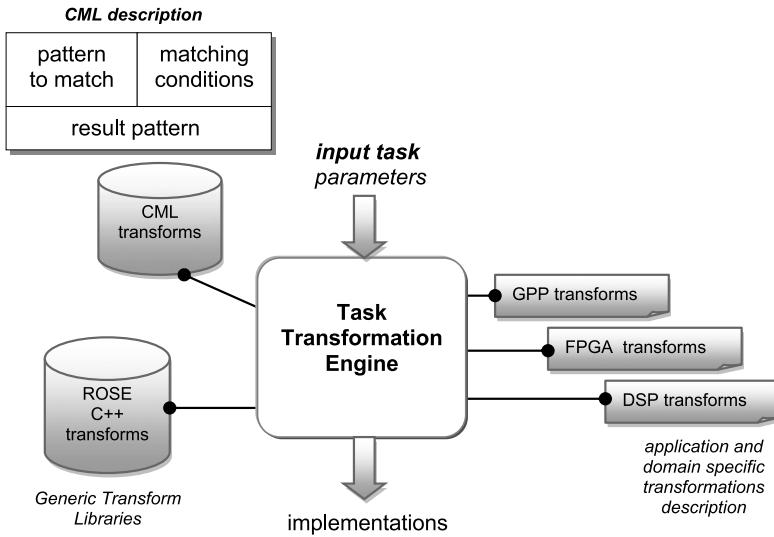 CML description
pattern
to match
matching
conditions
result pattern
input task
parameters
CML
transforms
Task
Transformation
Engine
GPP transforms
FPGA transforms
DSP transforms
ROSE
C++
transforms
Generic Transform
Libraries
application and
domain specific
transformations
description
implementations